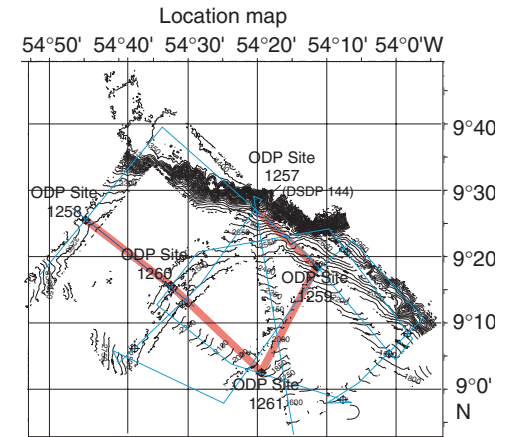 Location map
54°50' 54°40' 54°30' 54°20' 54°10' 54°0'W
9°40'
ODP Site
1257
(DSDP 144)
9°30'
ODP Site
1258
ODP Site
1260
9°20'
ODP Site
1259
9°10'
9°0'
N
ODP Site
1261
1800
1600